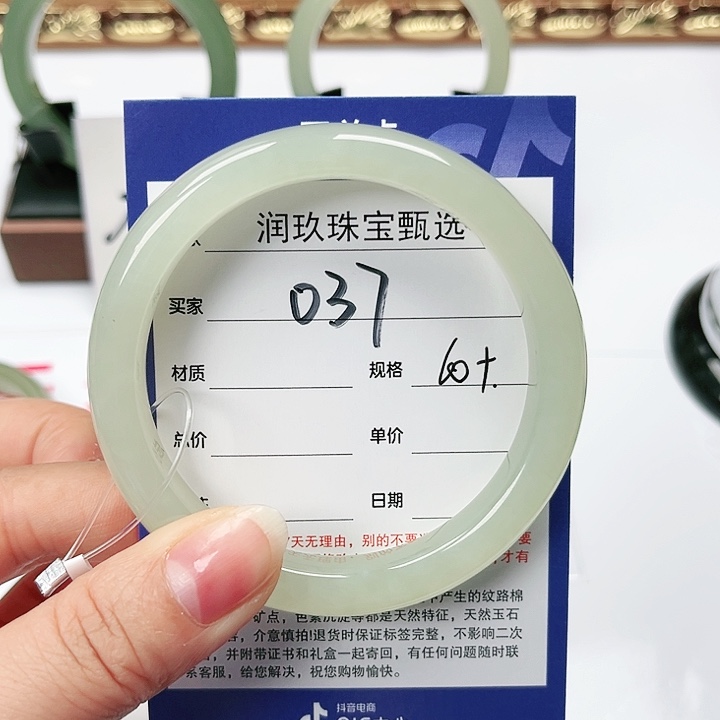 润玖珠宝甄选
买家 037
材质 规格 60+
总价 单价
日期
7天无理由，别的不要
才有
产生的纹路棉
矿点，色素沉淀等都是天然特征，天然玉石
介意慎拍!退货时保证标签完整，不影响二次
并附带证书和礼盒一起寄回，有任何问题随时联
系客服，给您解决，祝您购物愉快。
抖音电商